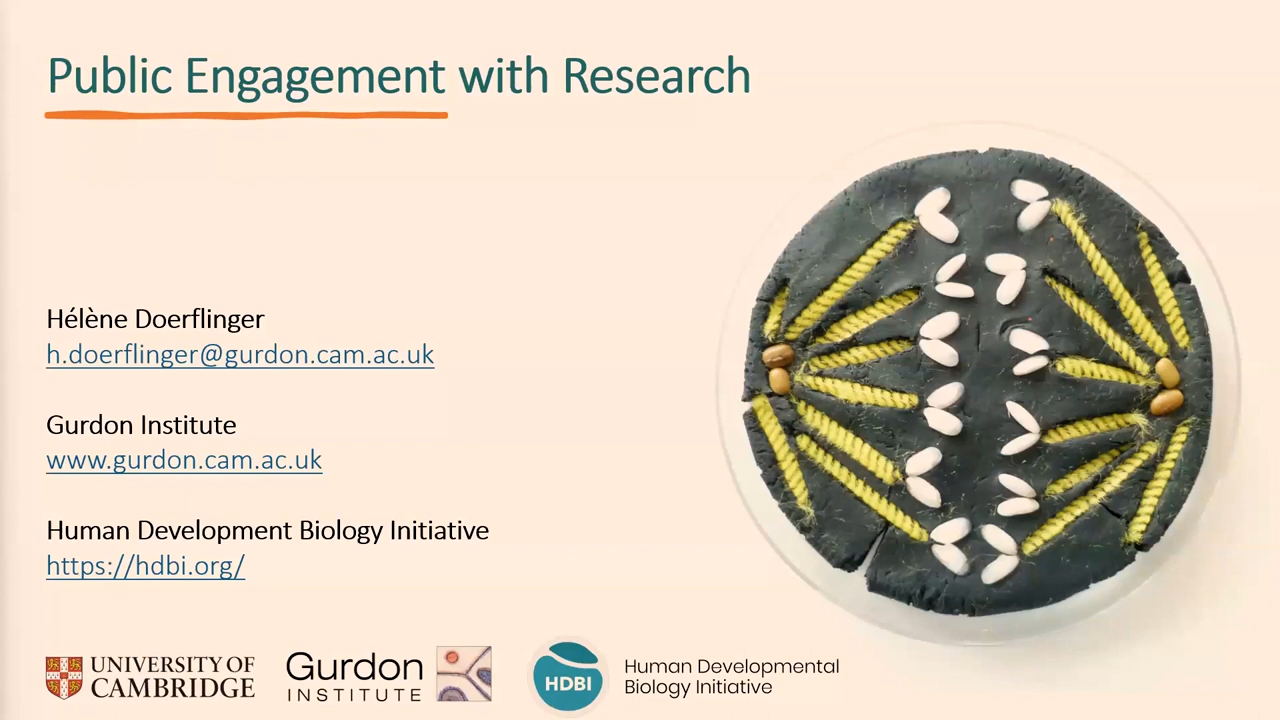 Public Engagement with Research
Hélène Doerflinger
h.doerflinger@gurdon.cam.ac.uk
Gurdon Institute
www.gurdon.cam.ac.uk
Human Development Biology Initiative
https://hdbi.org/
UNIVERSITY OF
CAMBRIDGE
Gurdon
INSTITUTE
HDBI
Human Developmental
Biology Initiative